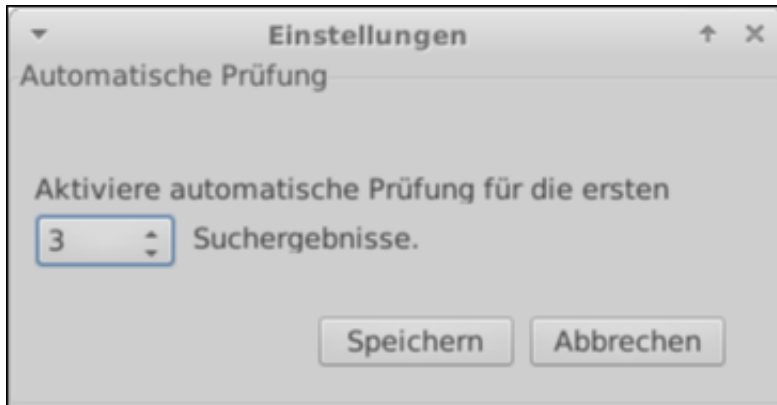 Einstellungen
Automatische Prüfung
Aktiviere automatische Prüfung für die ersten
3 Suchergebnisse.
Speichern Abbrechen